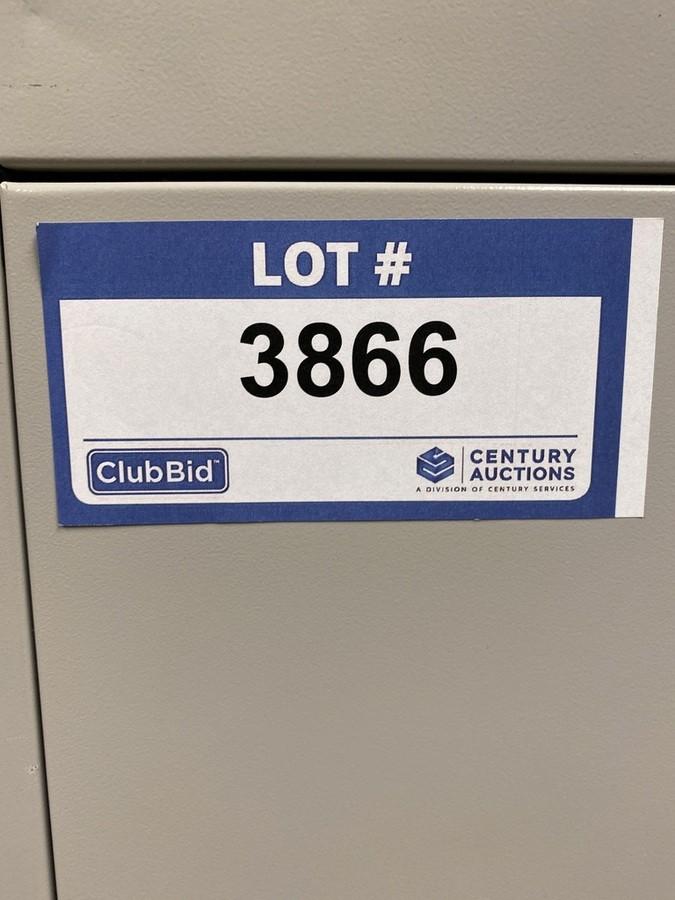 LOT #
3866
ClubBid™
CENTURY
AUCTIONS
A DIVISION OF CENTURY SERVICES